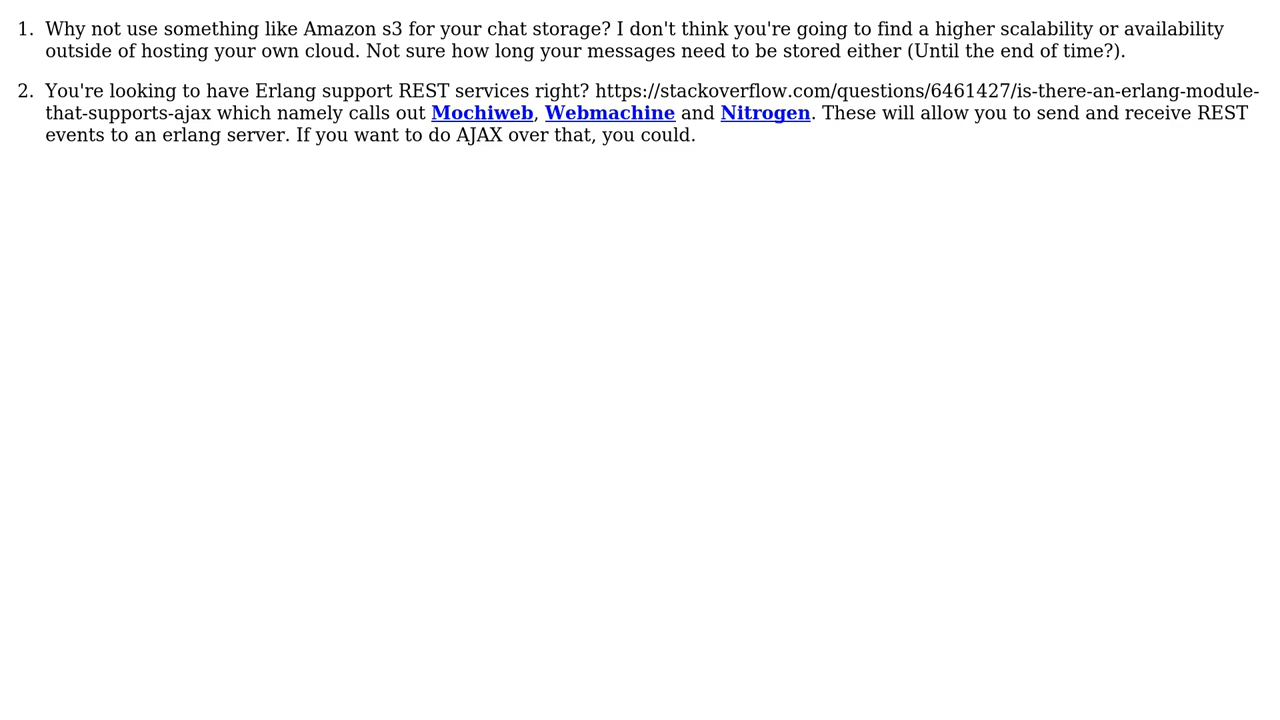 1. Why not use something like Amazon s3 for your chat storage? I don't think you're going to find a higher scalability or availability
outside of hosting your own cloud. Not sure how long your messages need to be stored either (Until the end of time?).
2. You're looking to have Erlang support REST services right? https://stackoverflow.com/questions/6461427/is-there-an-erlang-module-
that-supports-ajax which namely calls out Mochiweb, Webmachine and Nitrogen. These will allow you to send and receive REST
events to an erlang server. If you want to do AJAX over that, you could.